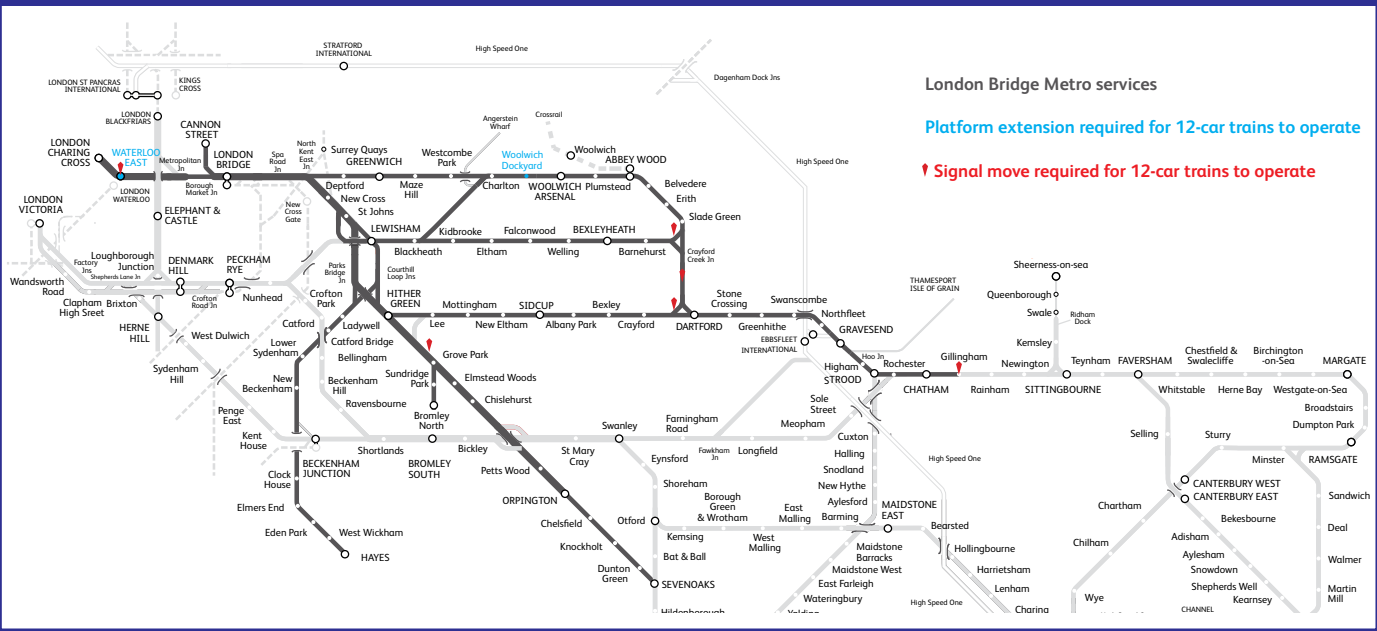 STRATFORD
INTERNATIONAL
High Speed One
LONDON ST PANCRAS
INTERNATIONAL
KINGS
CROSS
Dagenham Dock Jns
London Bridge Metro services
Platform extension required for 12-car trains to operate
Signal move required for 12-car trains to operate
LONDON
BLACKFRIARS
CANNON
STREET
Angerstein
Wharf
Crossrail
LONDON
CHARING
CROSS
WATERLOO
EAST
Metropolitan
Jn
LONDON
BRIDGE
Spa
Road
Jn
North
Kent
East
Jn
Surrey Quays
GREENWICH
Westcombe
Park
Woolwich
Dockyard
Woolwich
ABBEY WOOD
High Speed One
LONDON
WATERLOO
Borough
Market Jn
Deptford
Maze
Hill
Charlton
WOOLWICH
ARSENAL
Plumstead
Belvedere
Erith
Slade Green
LONDON
VICTORIA
ELEPHANT &
CASTLE
New
Cross
Gate
New Cross
St Johns
LEWISHAM
Kidbrooke
Falconwood
BEXLEYHEATH
Blackheath
Eltham
Welling
Barnehurst
Crayford
Creek Jn
Factory
Jns
Loughborough
Junction
Shepherds Lane Jn
DENMARK
HILL
PECKHAM
RYE
Parks
Bridge
Jn
Courthill
Loop Jns
Wandsworth
Road
Clapham
High Sreet
Brixton
Crofton
Road Jn
Nunhead
Crofton
Park
HITHER
GREEN
Mottingham
SIDCUP
Bexley
Stone
Crossing
Swanscombe
Northfleet
GRAVESEND
THAMESPORT
ISLE OF GRAIN
Sheerness-on-sea
Queenborough
Swale
Ridham
Dock
Kemsley
HERNE
HILL
West Dulwich
Catford
Ladywell
Lee
New Eltham
Albany Park
Crayford
DARTFORD
Greenhithe
EBBSFLEET
INTERNATIONAL
Lower
Sydenham
Catford Bridge
Bellingham
Grove Park
Hoo Jn
Higham
STROOD
Rochester
Gillingham
Newington
Teynham
FAVERSHAM
Chestfield &
Swalecliffe
Birchington
-on-Sea
MARGATE
Sydenham
Hill
New
Beckenham
Beckenham
Hill
Sundridge
Park
Elmstead Woods
CHATHAM
Rainham
SITTINGBOURNE
Whitstable
Herne Bay
Westgate-on-Sea
Broadstairs
Dumpton Park
Ravensbourne
Chislehurst
Sole
Street
Penge
East
Bromley
North
Farningham
Road
Meopham
Kent
House
Swanley
Cuxton
Selling
Sturry
Shortlands
Bickley
St Mary
Cray
Fawkham
Jn
Longfield
Halling
Minster
RAMSGATE
BECKENHAM
JUNCTION
BROMLEY
SOUTH
Petts Wood
Eynsford
Snodland
High Speed One
Clock
House
Shoreham
New Hythe
CANTERBURY WEST
CANTERBURY EAST
Sandwich
Elmers End
ORPINGTON
Borough
Green
& Wrotham
East
Malling
Aylesford
Barming
MAIDSTONE
EAST
Chartham
Bekesbourne
Eden Park
West Wickham
Chelsfield
Otford
Kemsing
West
Malling
Bearsted
Adisham
Deal
HAYES
Knockholt
Bat & Ball
Maidstone
Barracks
Hollingbourne
Chilham
Aylesham
Walmer
Dunton
Green
SEVENOAKS
Maidstone West
Harrietsham
Snowdown
East Farleigh
Lenham
Shepherds Well
Martin
Mill
Wateringbury
High Speed One
Charing
Wye
Kearnsey
CHANNEL
Hildenborough
Yalding